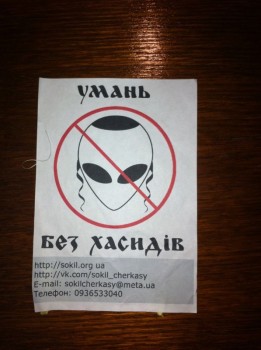 УМАНЬ
БЕЗ ХАСИДІВ
http://sokil.org ua
http://vk.com/sokil_cherkasy
E-mail: sokilcherkasy@meta.ua
Телефон: 0936533040